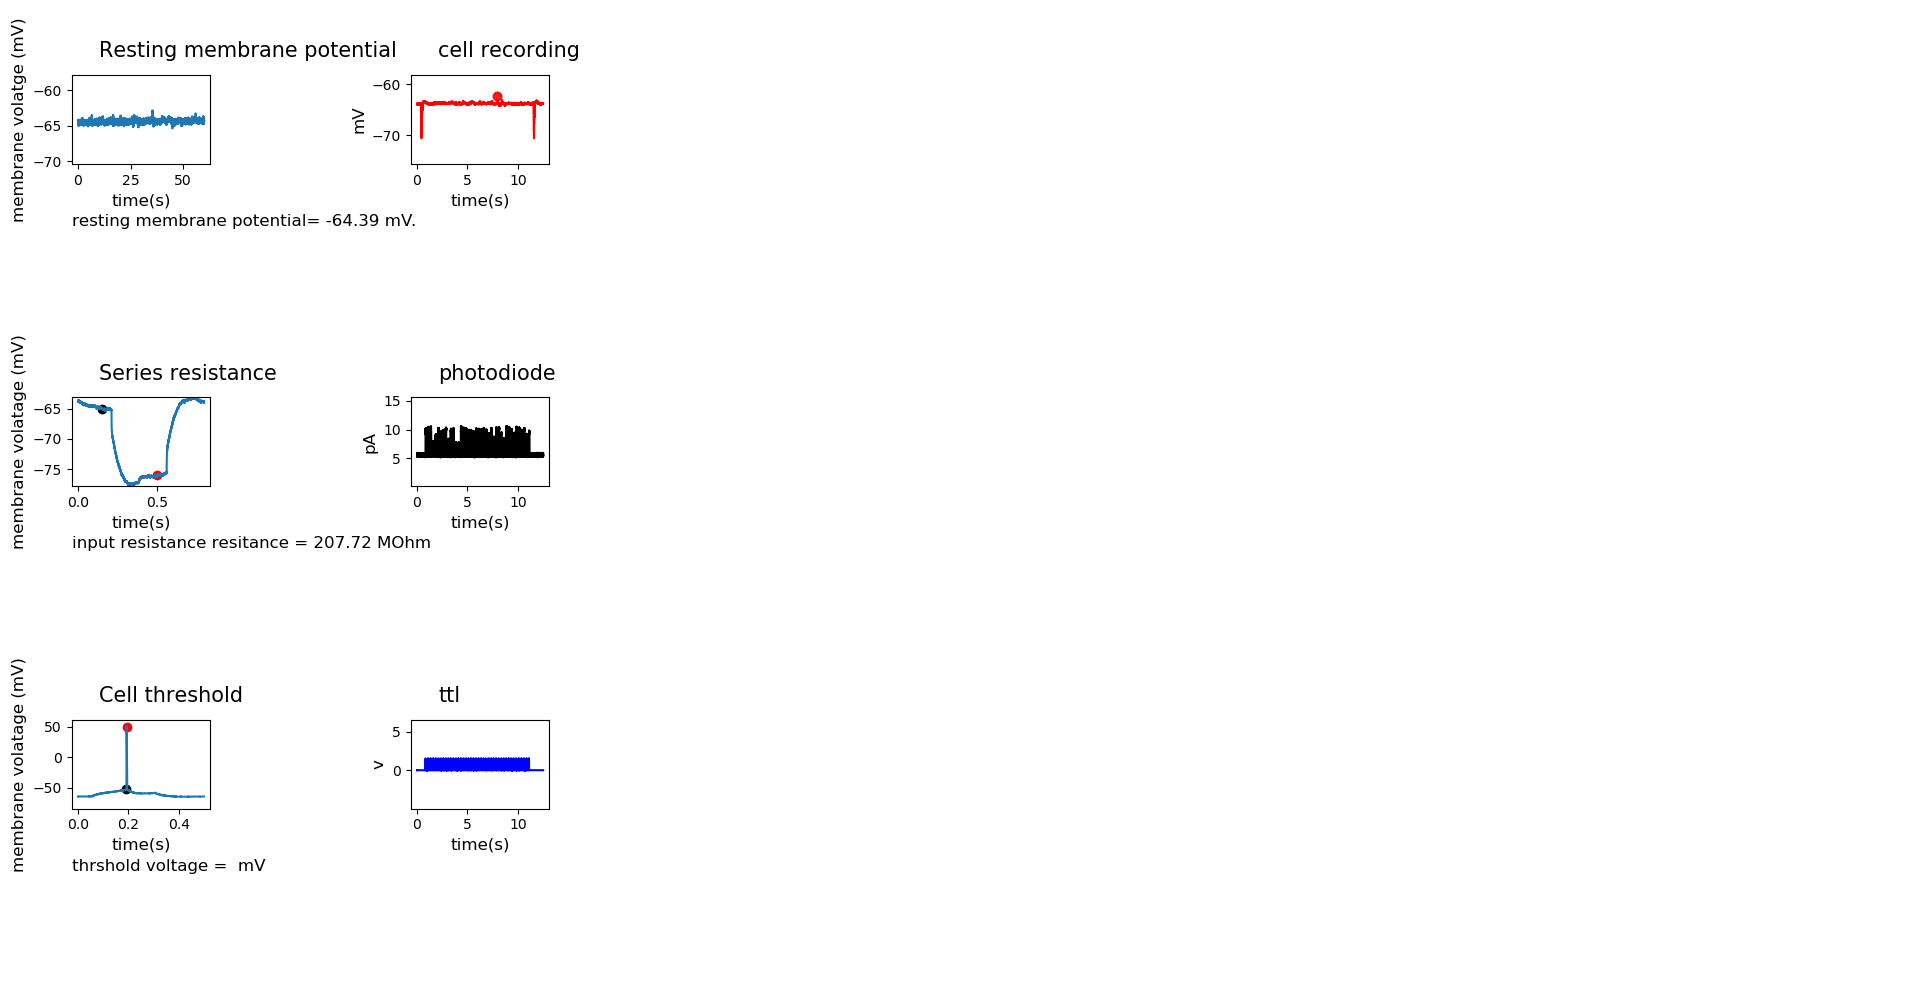 Resting membrane potential
membrane volatge (mV)
−60
−65
−70
0 25 50
time(s)
resting membrane potential= -64.39 mV.
cell recording
mV
−60
−70
0 5 10
time(s)
Series resistance
membrane volatage (mV)
−65
−70
−75
0.0 0.5
time(s)
input resistance resitance = 207.72 MOhm
photodiode
pA
15
10
5
0 5 10
time(s)
Cell threshold
membrane volatage (mV)
50
0
−50
0.0 0.2 0.4
time(s)
thrshold voltage =  mV
ttl
v
5
0
0 5 10
time(s)